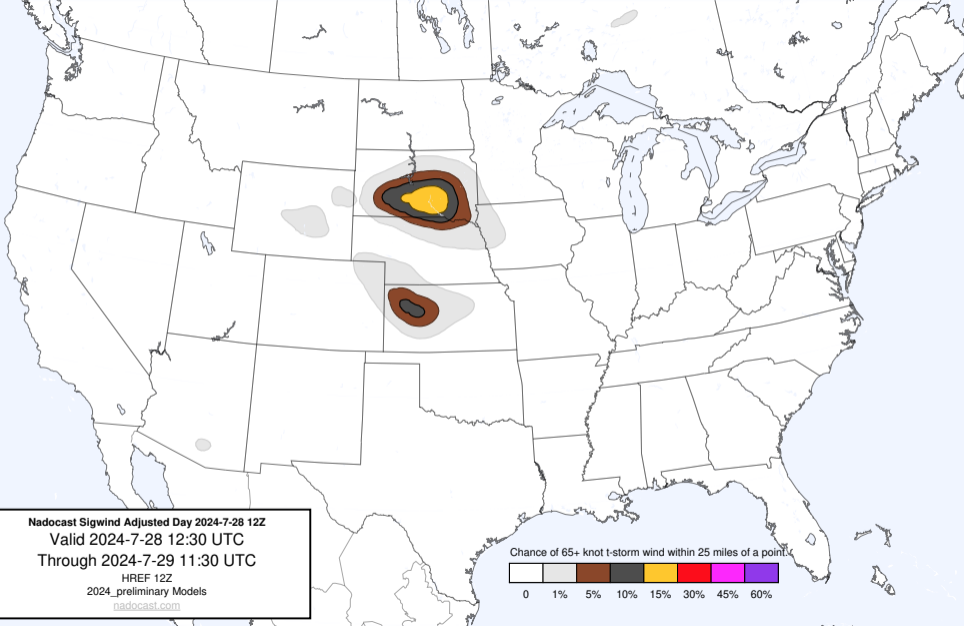 Nadocast Sigwind Adjusted Day 2024-7-28 12Z
Valid 2024-7-28 12:30 UTC
Through 2024-7-29 11:30 UTC
HREF 12Z
2024_preliminary Models
nadocast.com
Chance of 65+ knot t-storm wind within 25 miles of a point.
0 1% 5% 10% 15% 30% 45% 60%